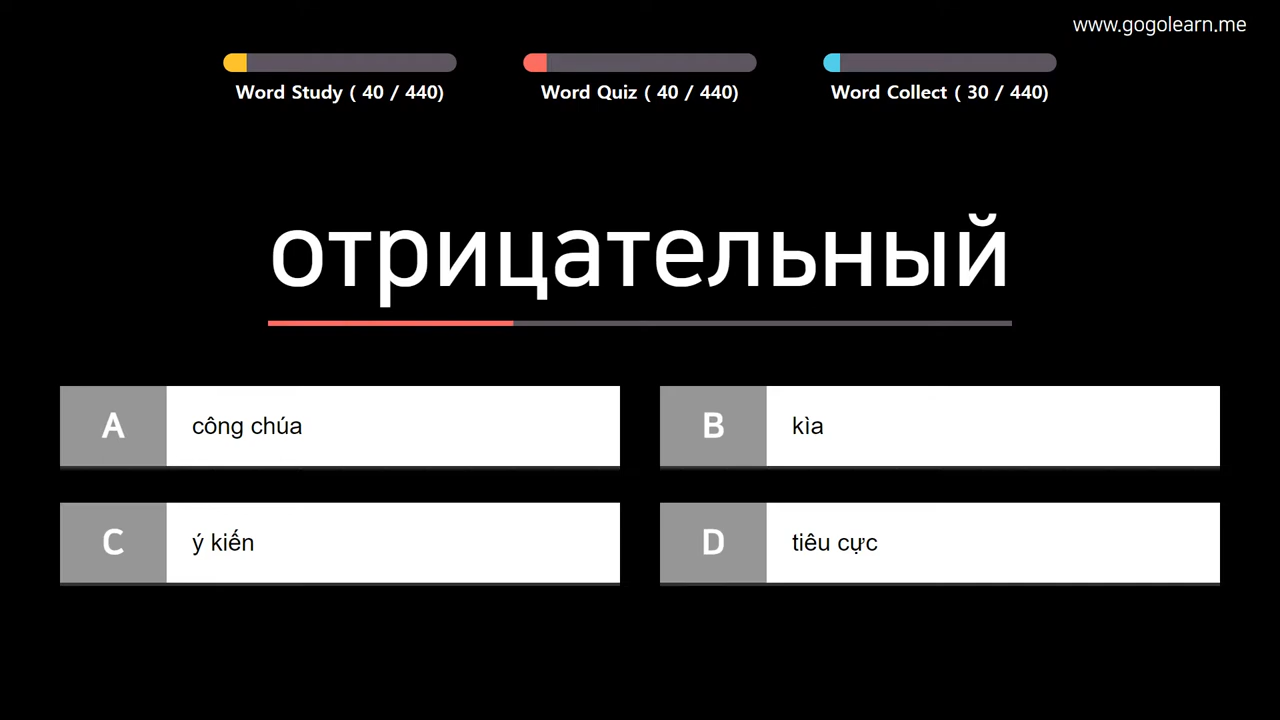 www.gogolearn.me
Word Study ( 40 / 440)
Word Quiz ( 40 / 440)
Word Collect ( 30 / 440)
отрицательный
A công chúa
B kìa
C ý kiến
D tiêu cực